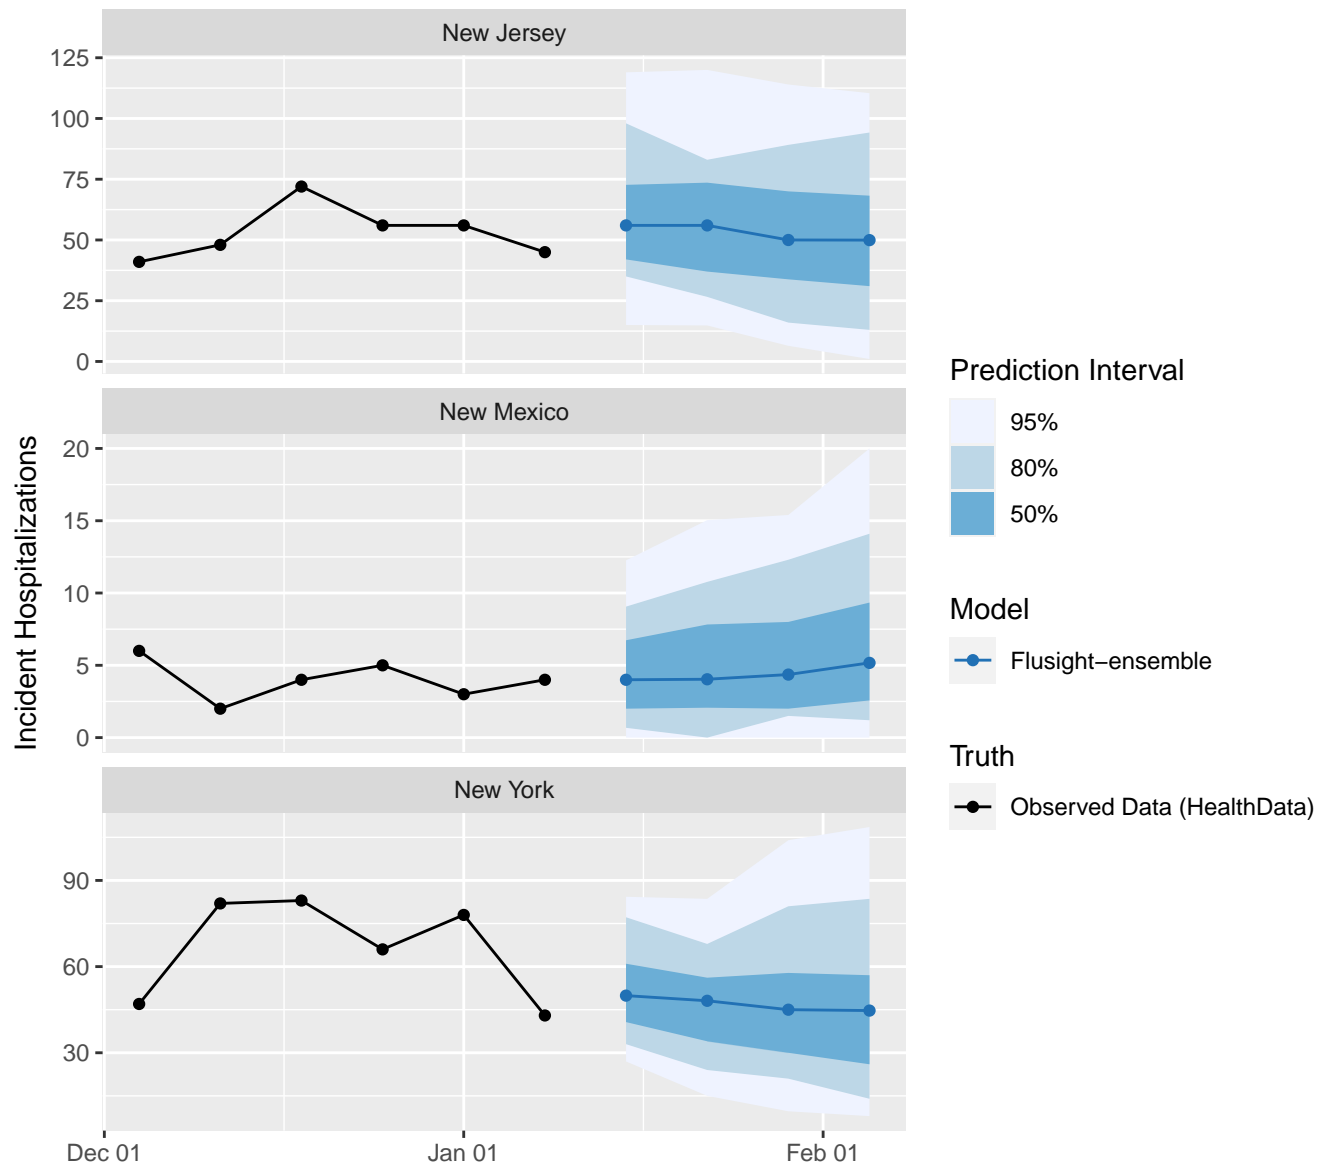 New Jersey
125
100
75
50
25
0
New Mexico
20
15
10
5
0
New York
90
60
30
Dec 01
Jan 01
Feb 01
Incident Hospitalizations
Prediction Interval
95%
80%
50%
Model
Flusight−ensemble
Truth
Observed Data (HealthData)